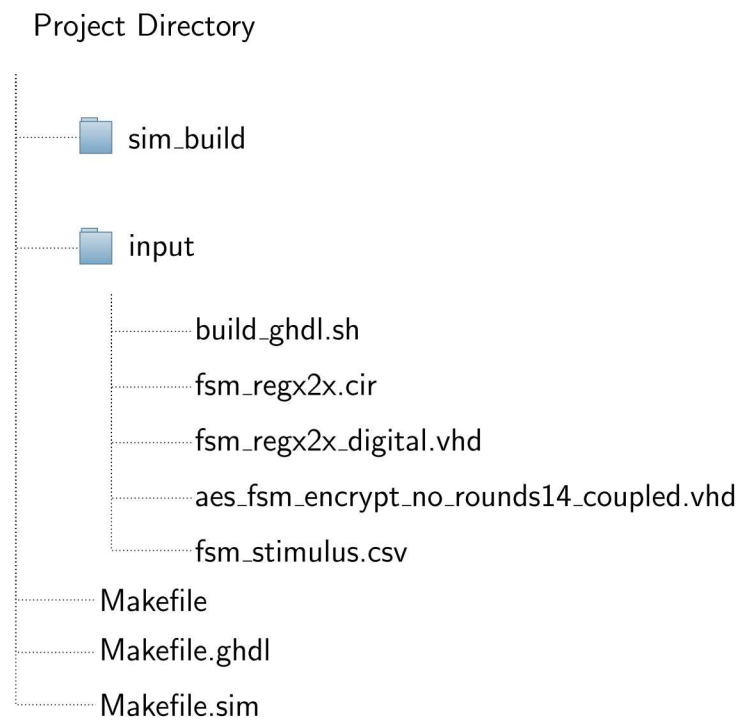 Project Directory
sim_build
input
build_ghdl.sh
fsm_regx2x.cir
fsm_regx2x_digital.vhd
aes_fsm_encrypt_no_rounds14_coupled.vhd
fsm_stimulus.csv
Makefile
Makefile.ghdl
Makefile.sim